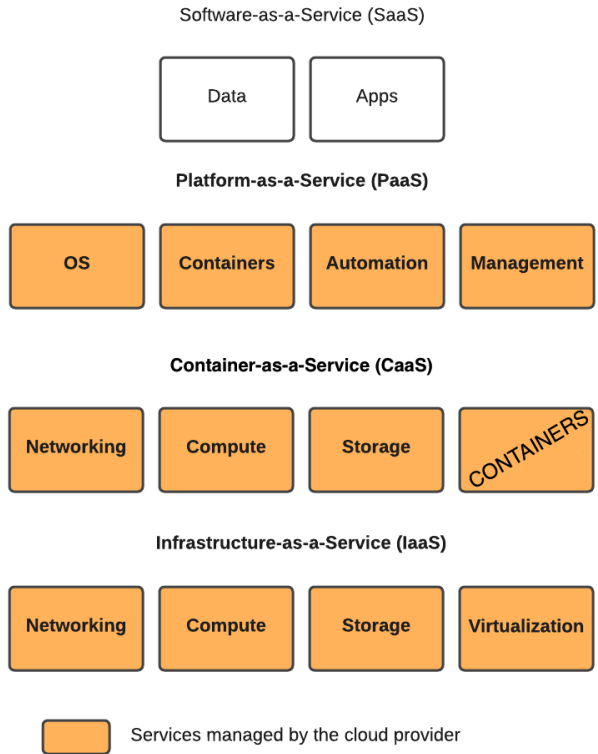 Software-as-a-Service (SaaS)
Data Apps
Platform-as-a-Service (PaaS)
OS Containers Automation Management
Container-as-a-Service (CaaS)
Networking Compute Storage CONTAINERS
Infrastructure-as-a-Service (IaaS)
Networking Compute Storage Virtualization
Services managed by the cloud provider